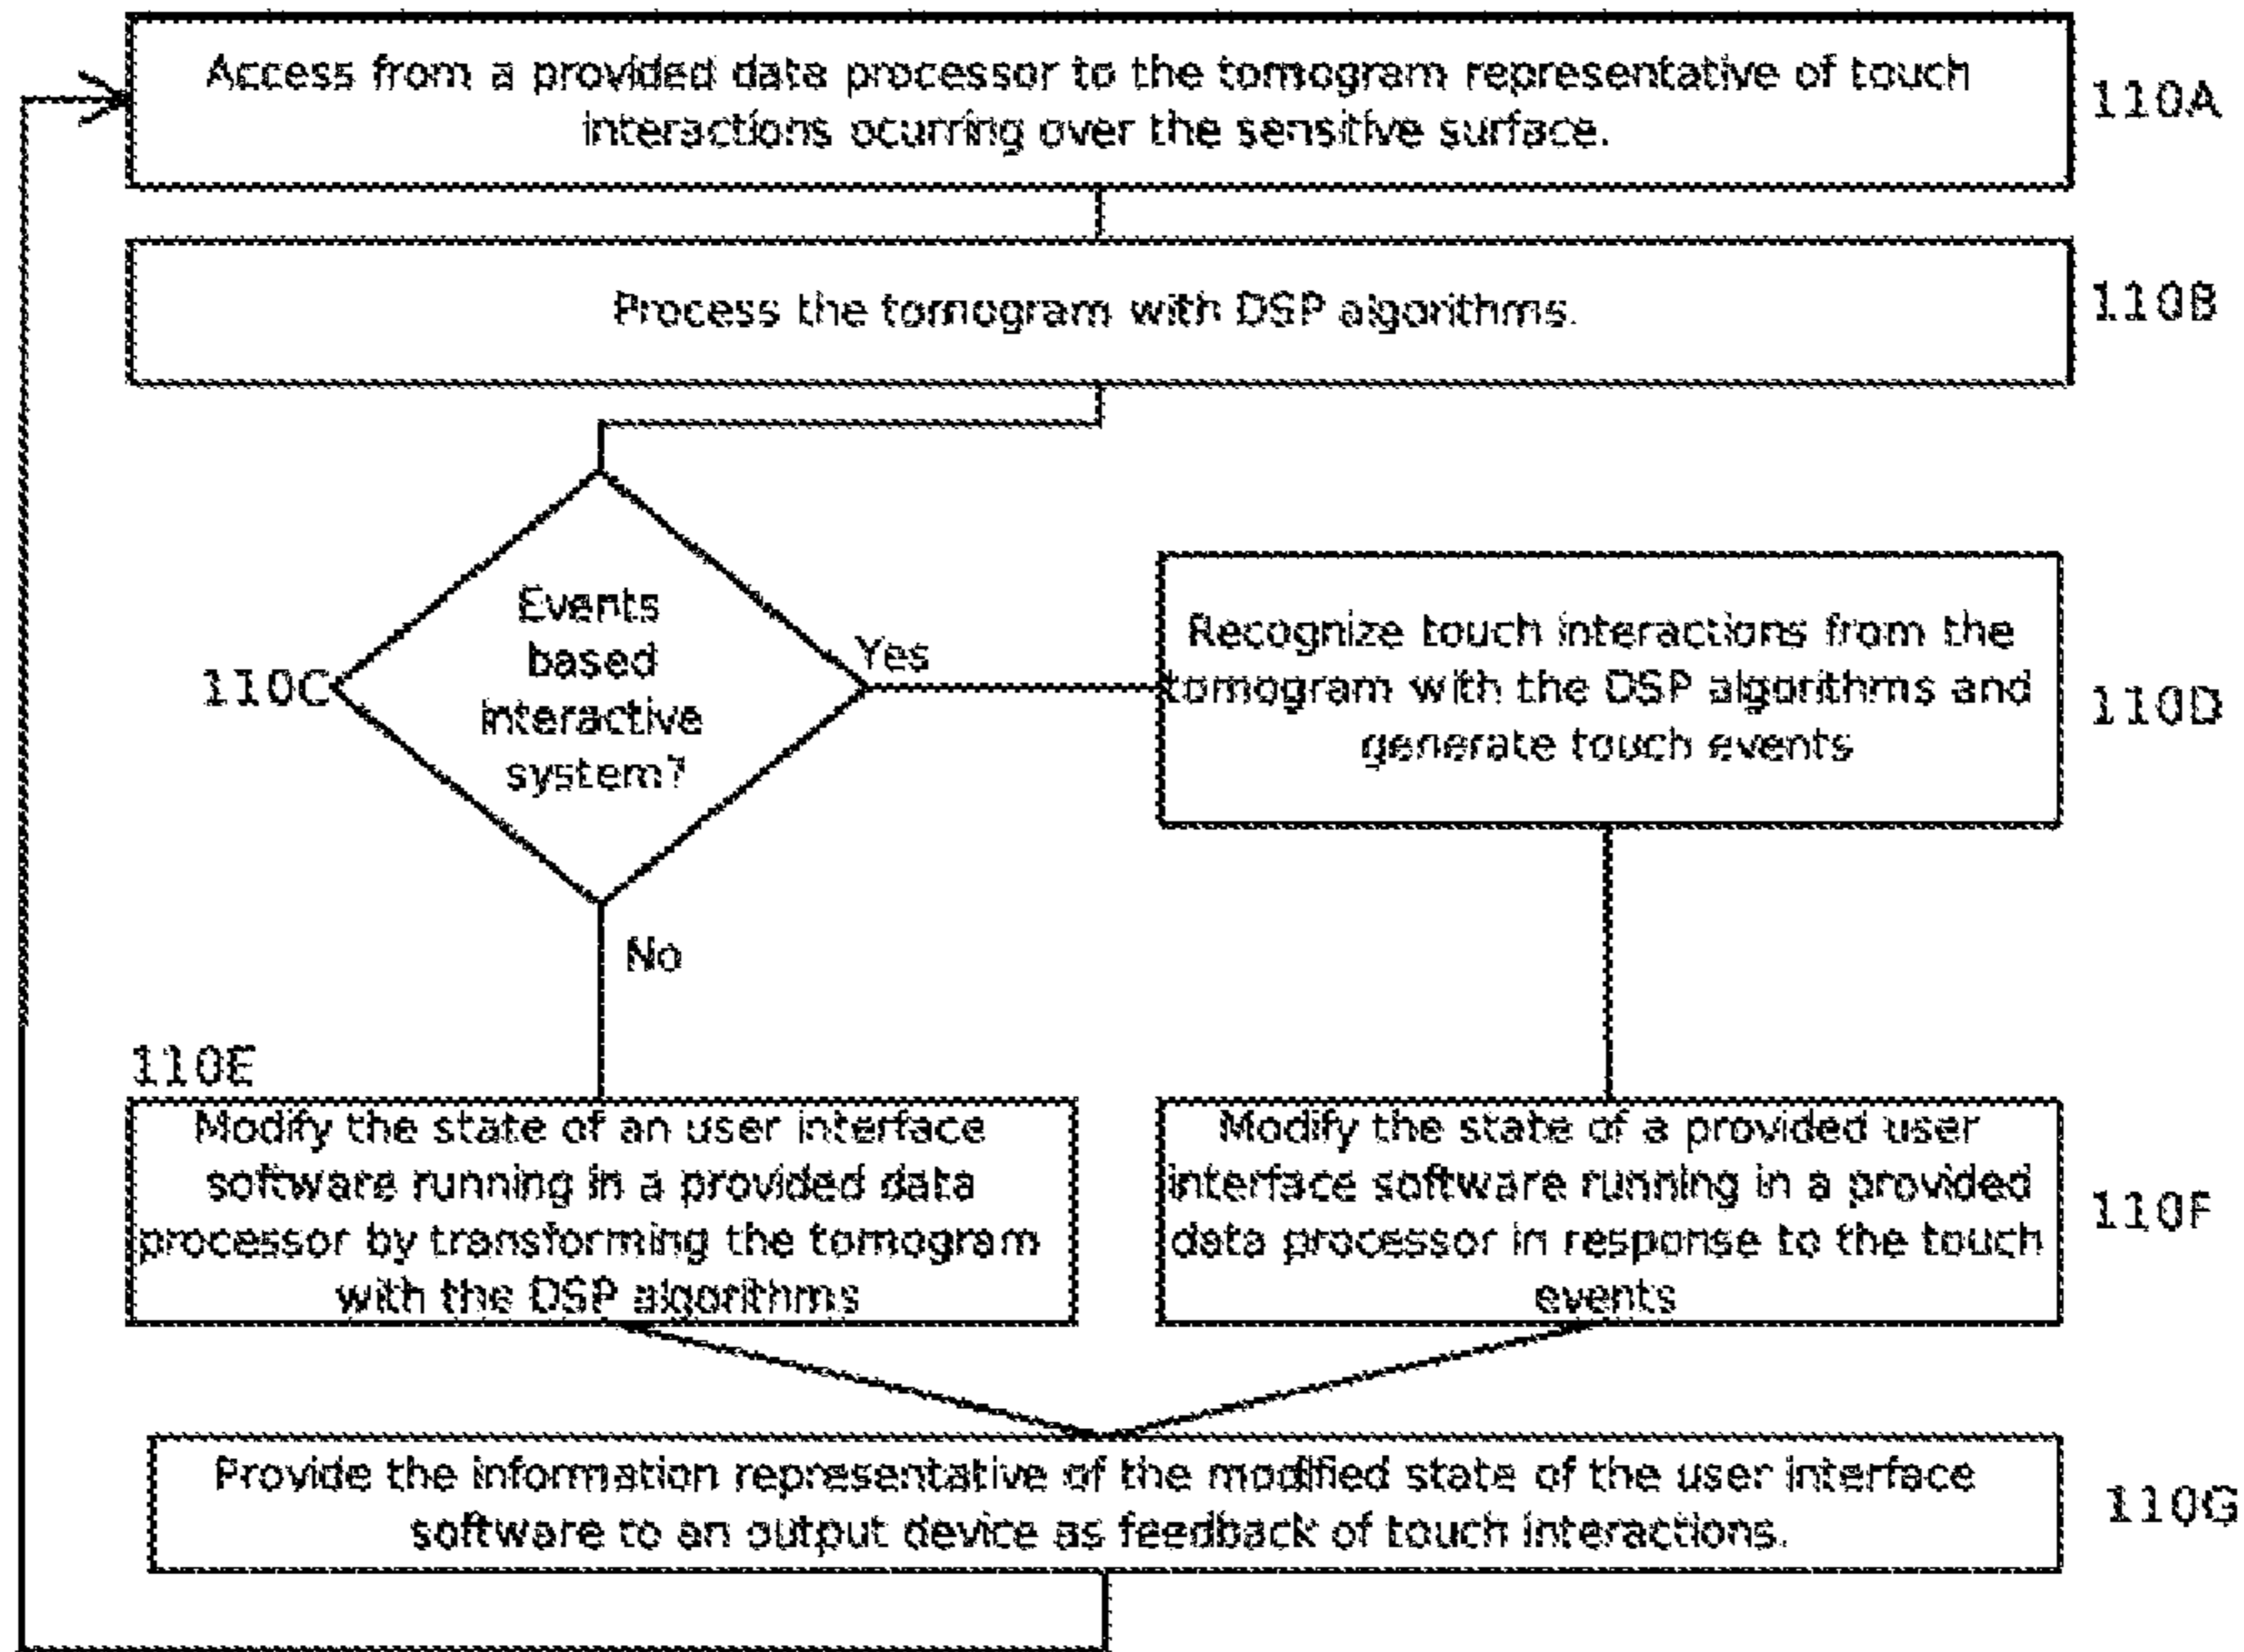 Access from a provided data processor to the tomogram representative of touch
interactions ocurring over the sensitive surface.
110A
Process the tomogram with DSP algorithms.
110B
Events
based
interactive
system?
110C
Yes
Recognize touch interactions from the
tomogram with the DSP algorithms and
generate touch events
110D
No
110E
Modify the state of an user interface
software running in a provided data
processor by transforming the tomogram
with the DSP algorithms
Modify the state of a provided user
interface software running in a provided
data processor in response to the touch
events
110F
Provide the information representative of the modified state of the user interface
software to an output device as feedback of touch interactions.
110G